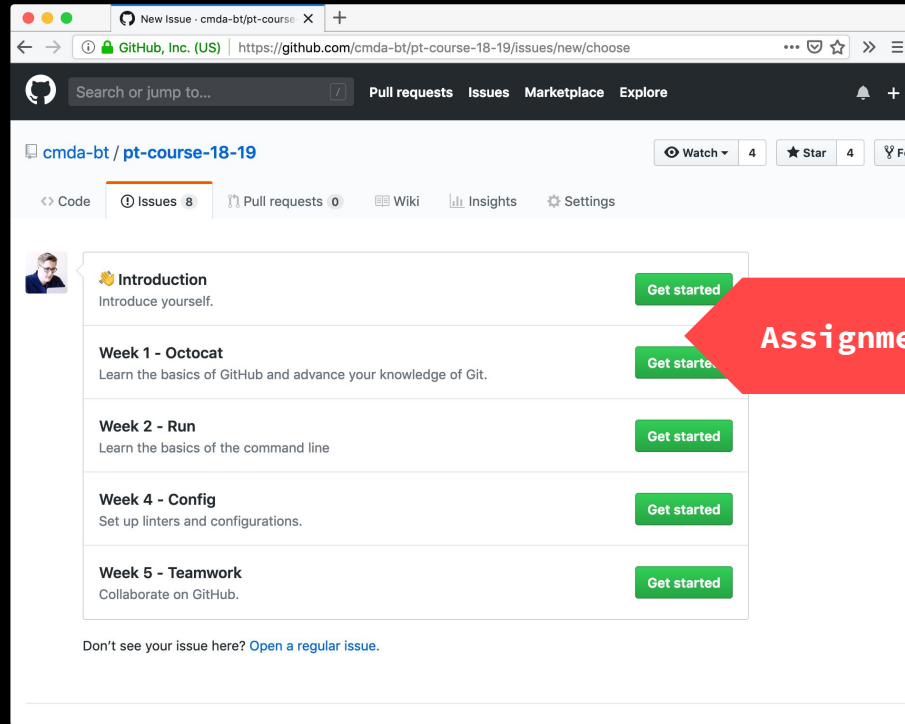 New Issue · cmda-bt/pt-course
GitHub, Inc. (US) https://github.com/cmda-bt/pt-course-18-19/issues/new/choose
Search or jump to... / Pull requests Issues Marketplace Explore
cmda-bt / pt-course-18-19 Watch 4 Star 4
Code Issues 8 Pull requests 0 Wiki Insights Settings
👋 Introduction
Introduce yourself.
Get started
Week 1 - Octocat
Learn the basics of GitHub and advance your knowledge of Git.
Get starte
Assignme
Week 2 - Run
Learn the basics of the command line
Get started
Week 4 - Config
Set up linters and configurations.
Get started
Week 5 - Teamwork
Collaborate on GitHub.
Get started
Don’t see your issue here? Open a regular issue.